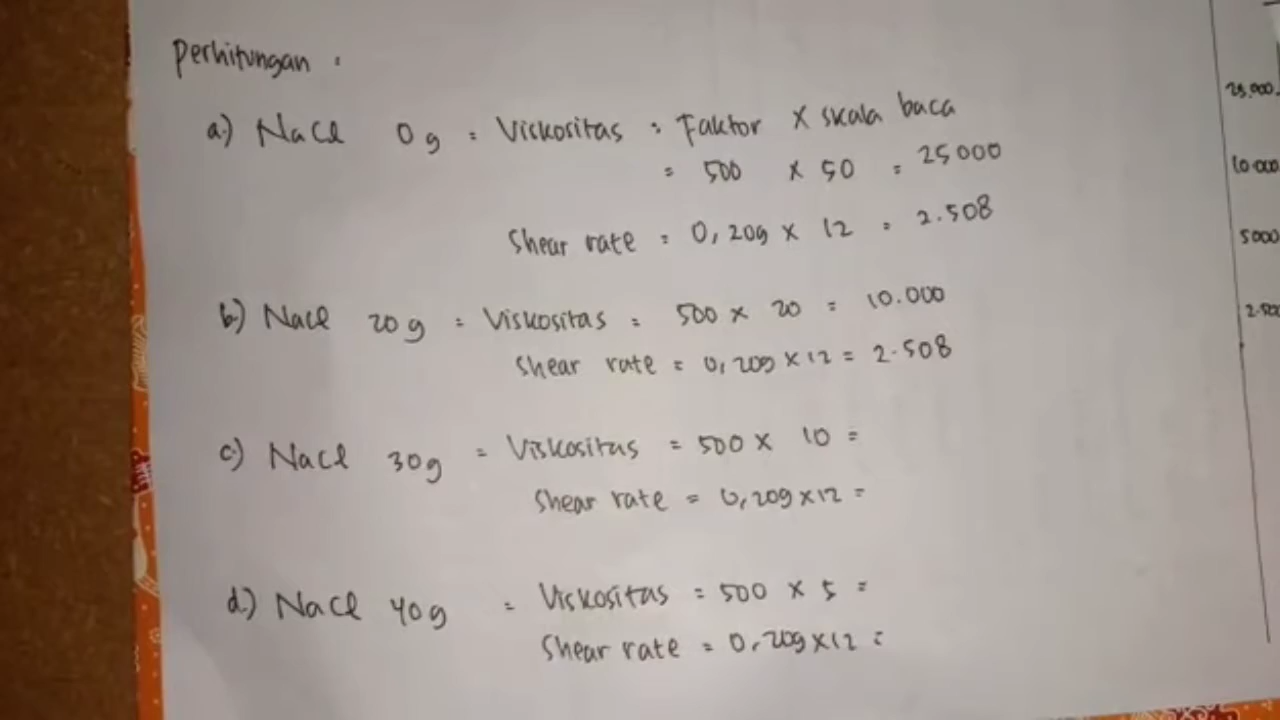 Perhitungan :
a.) NaCl 0 g = Viskositas = Faktor x skala baca
= 500 x 50 = 25000
Shear rate = 0,209 x 12 = 2.508
b.) NaCl 20 g = Viskositas = 500 x 20 = 10.000
Shear rate = 0,209 x 12 = 2.508
c.) NaCl 30 g = Viskositas = 500 x 10 =
Shear rate = 0,209 x 12 =
d.) NaCl 40 g = Viskositas = 500 x 5 =
Shear rate = 0,209 x 12 =
25.000
10.000
5000